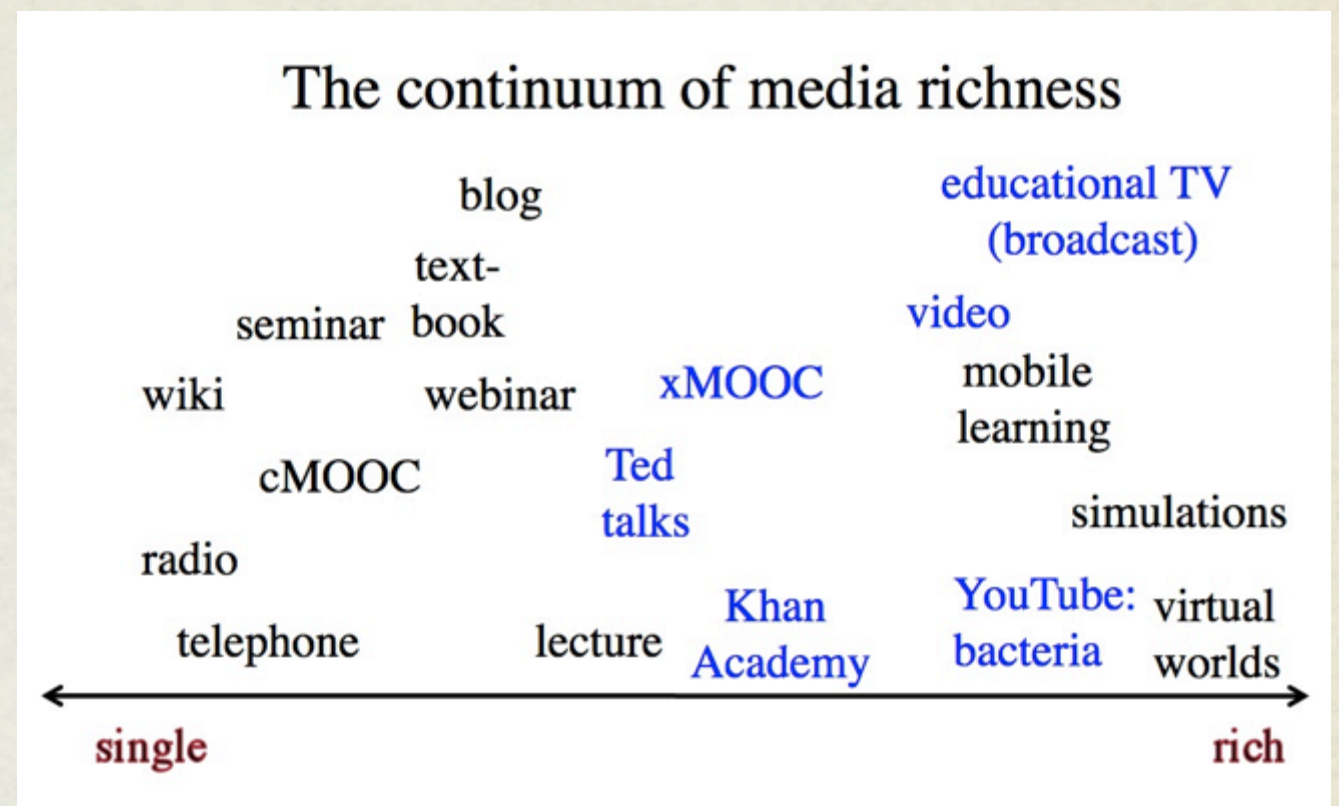 The continuum of media richness
blog
educational TV
(broadcast)
text-
book
seminar
video
wiki
webinar
xMOOC
mobile
learning
cMOOC
Ted
talks
simulations
radio
Khan
Academy
YouTube:
bacteria
virtual
worlds
telephone
lecture
single
rich